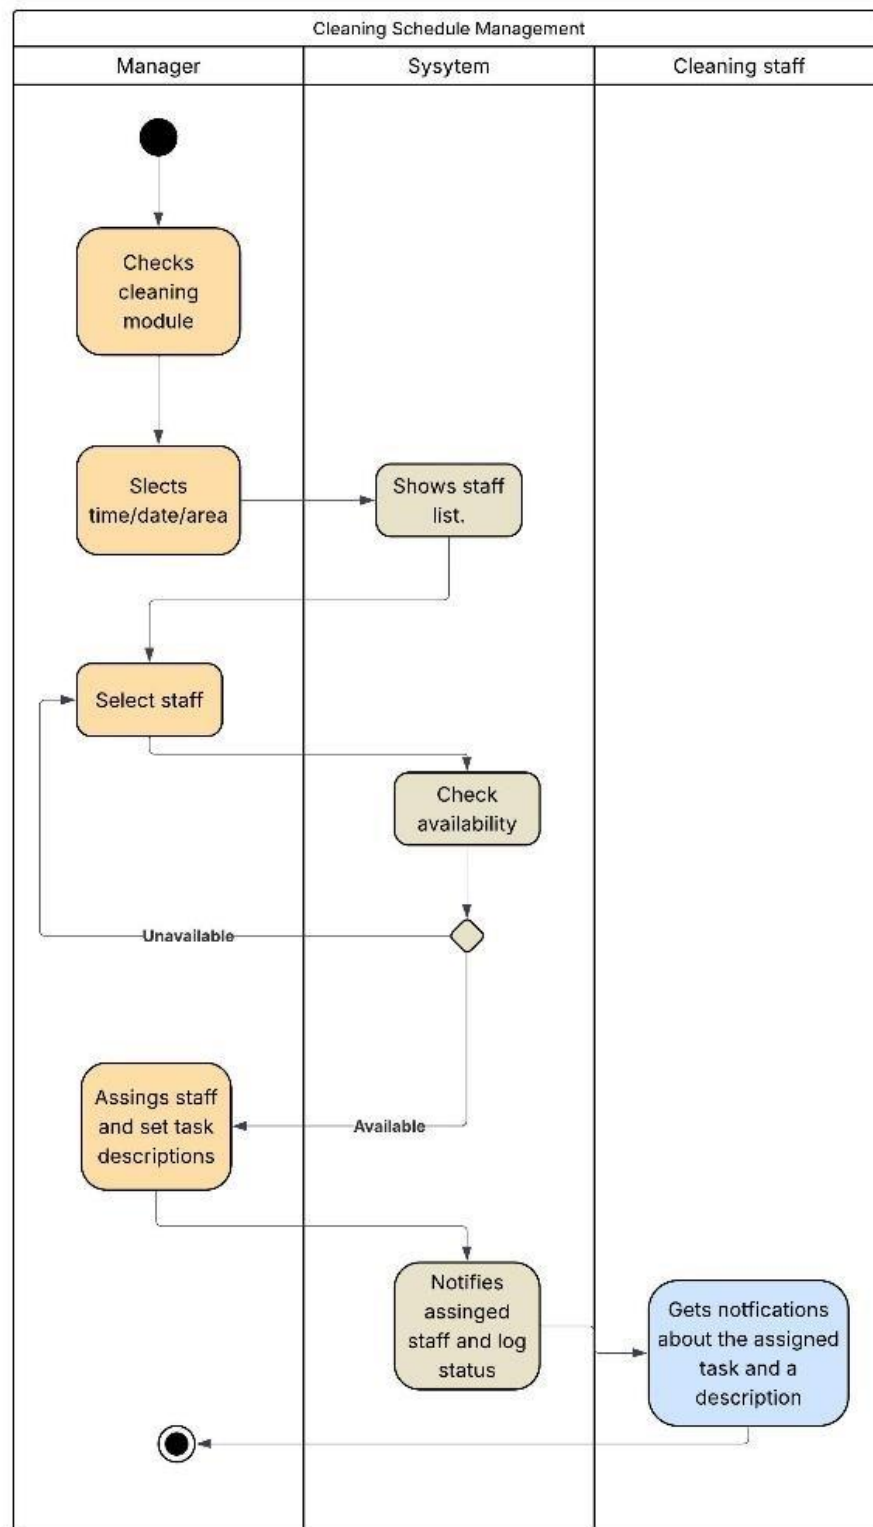 Cleaning Schedule Management
Manager
Sysytem
Cleaning staff
Checks
cleaning
module
Slects
time/date/area
Shows staff
list.
Select staff
Check
availability
Unavailable
Available
Assings staff
and set task
descriptions
Notifies
assinged
staff and log
status
Gets notfications
about the assigned
task and a
description